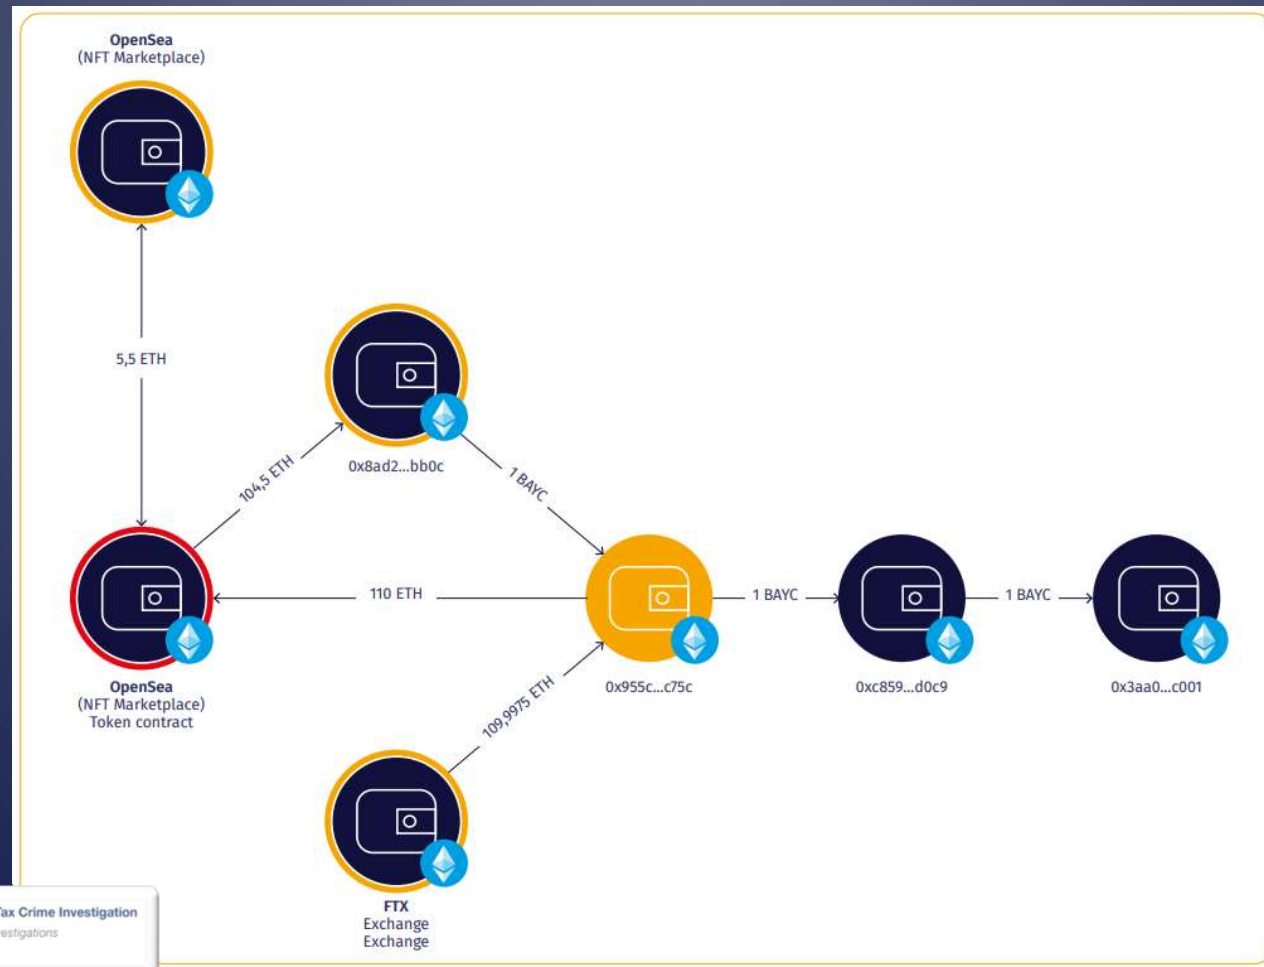 OpenSea
(NFT Marketplace)
5,5 ETH
0x8ad2...bb0c
104,5 ETH
1 BAYC
110 ETH
1 BAYC
1 BAYC
OpenSea
(NFT Marketplace)
Token contract
0x955c...c75c
0xc859...d0c9
0x3aa0...c001
109,9975 ETH
FTX
Exchange
Exchange
Crime Investigation